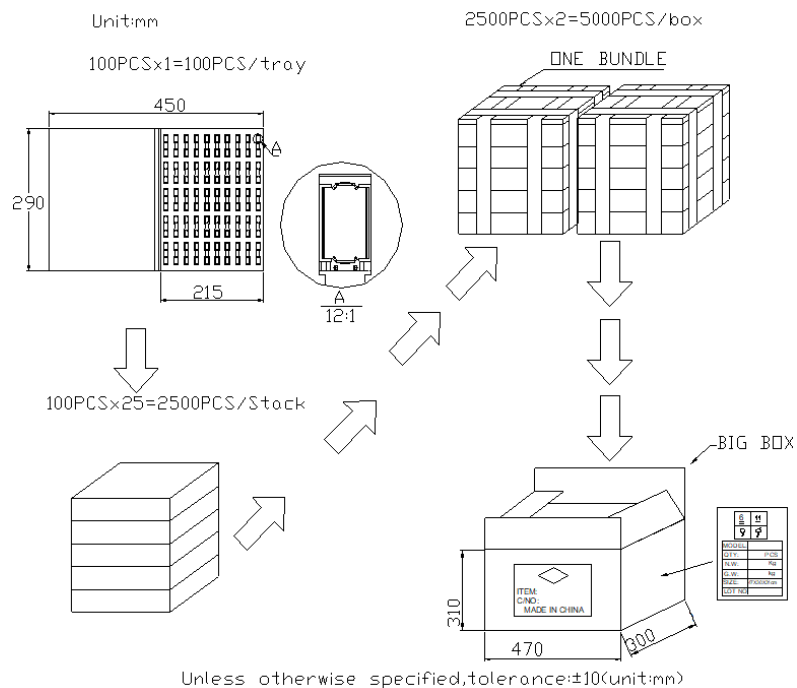 Unit:mm
2500PCSx2=5000PCS/box
100PCSx1=100PCS/tray
ONE BUNDLE
450
A
290
215
A
12:1
100PCSx25=2500PCS/Stack
BIG BOX
MODEL
QTY. PCS
N.W. Kg
G.W. Kg
SIZE:
LOT NO
ITEM:
C/NO:
MADE IN CHINA
310
470
300
Unless otherwise specified,tolerance:±10(unit:mm)